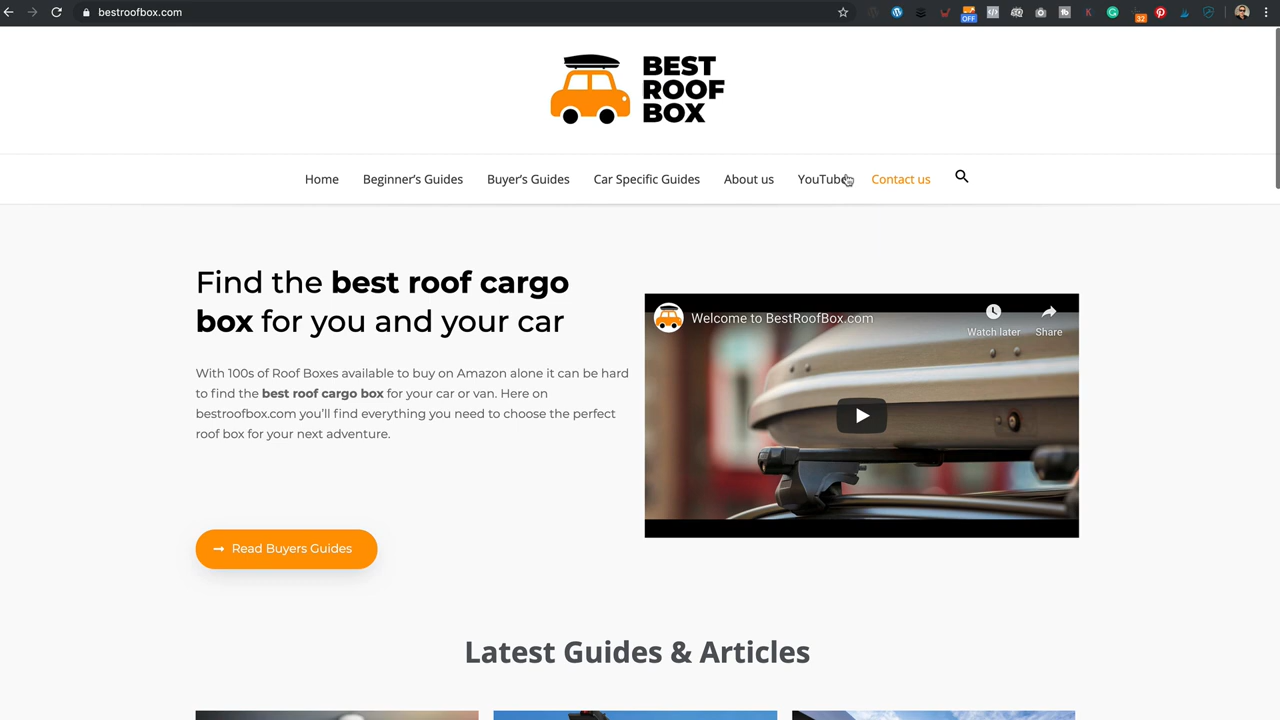 bestroofbox.com
OFF
32
BEST
ROOF
BOX
Home Beginner's Guides Buyer's Guides Car Specific Guides About us YouTube Contact us
Find the best roof cargo
box for you and your car
With 100s of Roof Boxes available to buy on Amazon alone it can be hard
to find the best roof cargo box for your car or van. Here on
bestroofbox.com you'll find everything you need to choose the perfect
roof box for your next adventure.
Welcome to BestRoofBox.com
Watch later
Share
Read Buyers Guides
Latest Guides & Articles